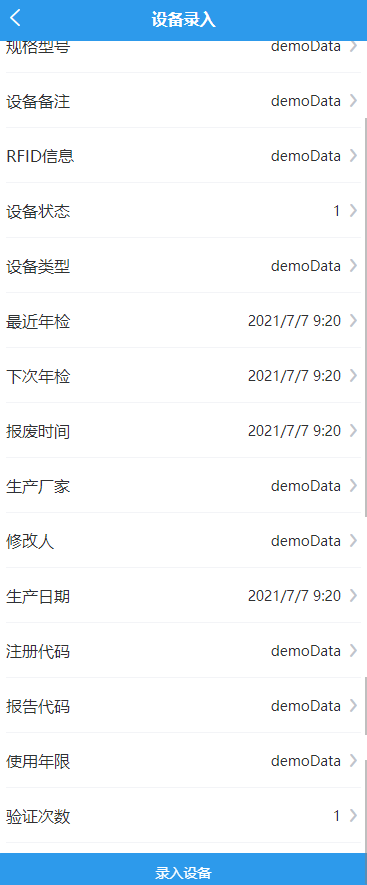 设备录入
规格型号 demoData
设备备注 demoData
RFID信息 demoData
设备状态 1
设备类型 demoData
最近年检 2021/7/7 9:20
下次年检 2021/7/7 9:20
报废时间 2021/7/7 9:20
生产厂家 demoData
修改人 demoData
生产日期 2021/7/7 9:20
注册代码 demoData
报告代码 demoData
使用年限 demoData
验证次数 1
录入设备